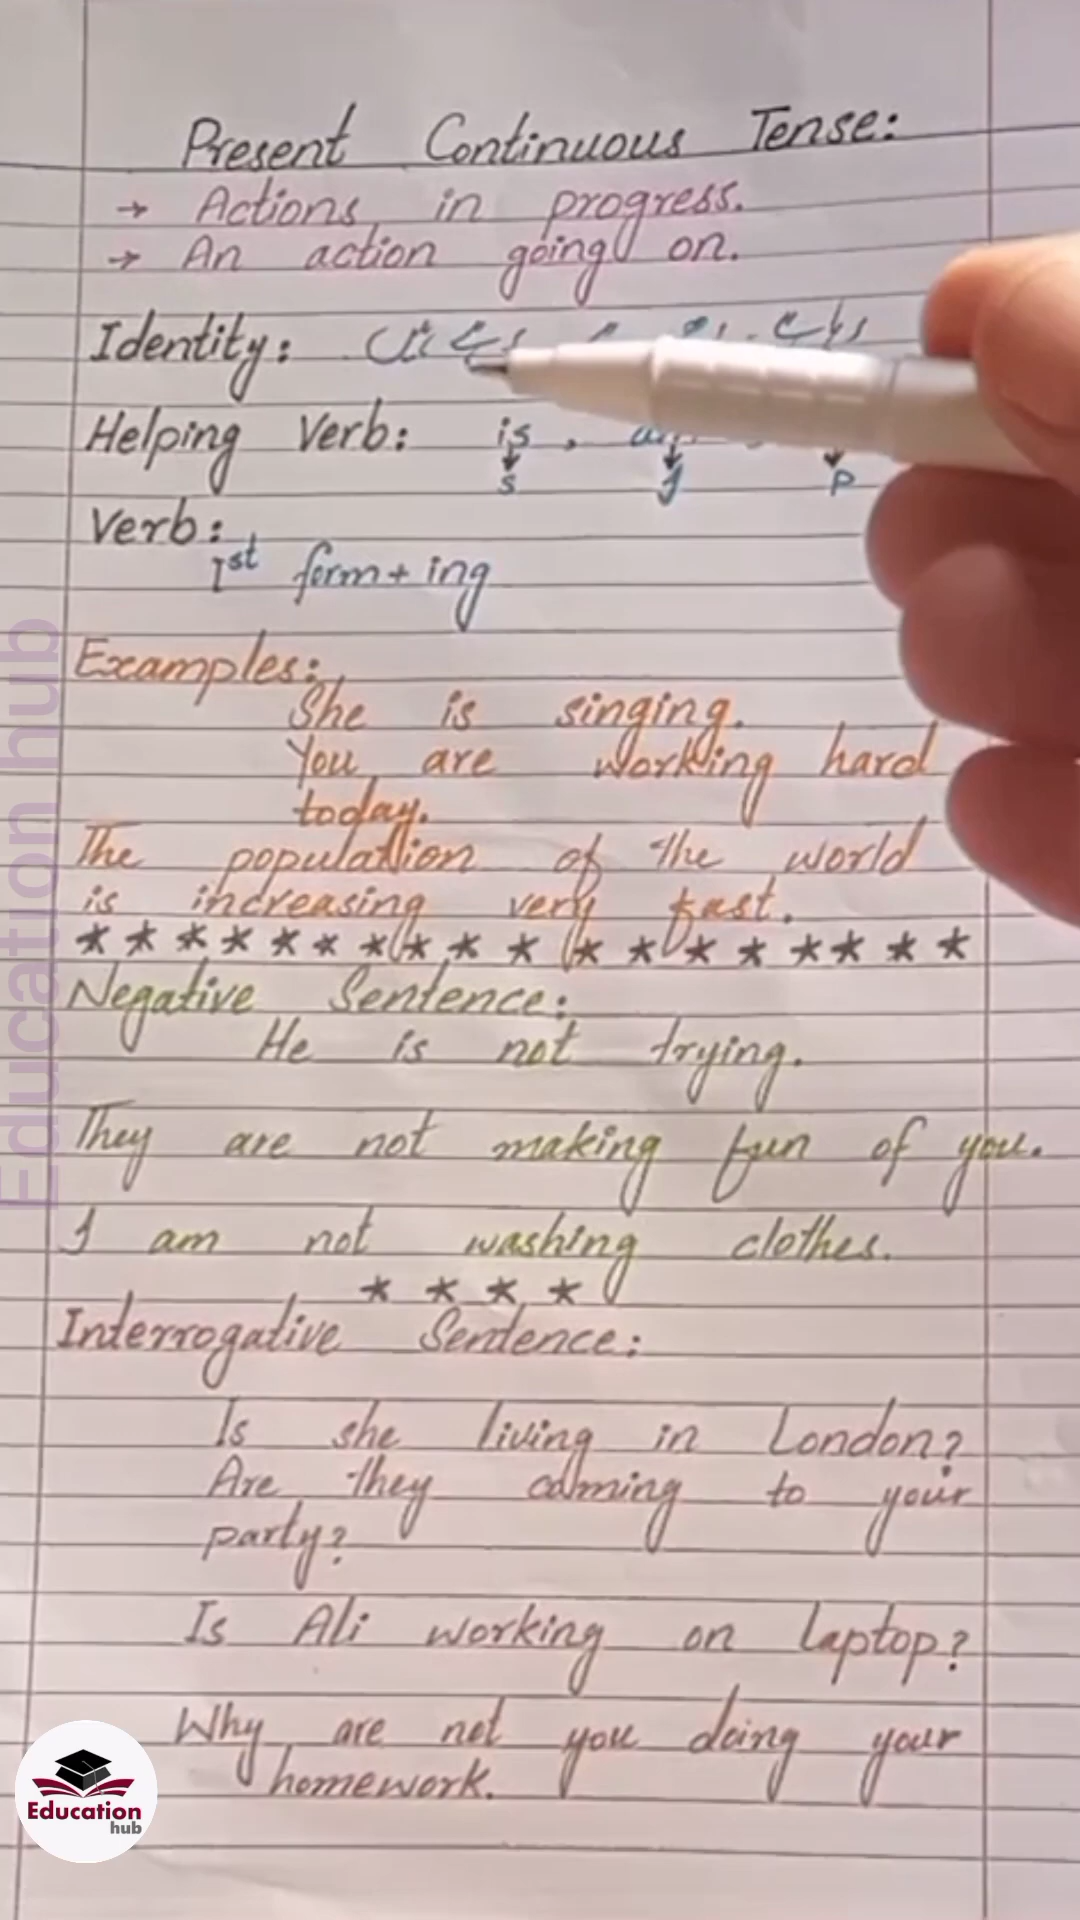 Present Continuous Tense:
→ Actions in progress.
→ An action going on.
Identity:
Helping Verb: is,
↓ ↓ ↓
s I P
Verb:
1st form + ing
Examples:
She is singing.
You are working hard
today.
The population of the world
is increasing very fast.
* * * * * * * * * * * * * * * * * *
Negative Sentence:
He is not trying.
They are not making fun of you.
I am not washing clothes.
* * * *
Interrogative Sentence:
Is she living in London?
Are they coming to your
party?
Is Ali working on laptop?
Why are not you doing your
homework.
Education hub
Education
hub